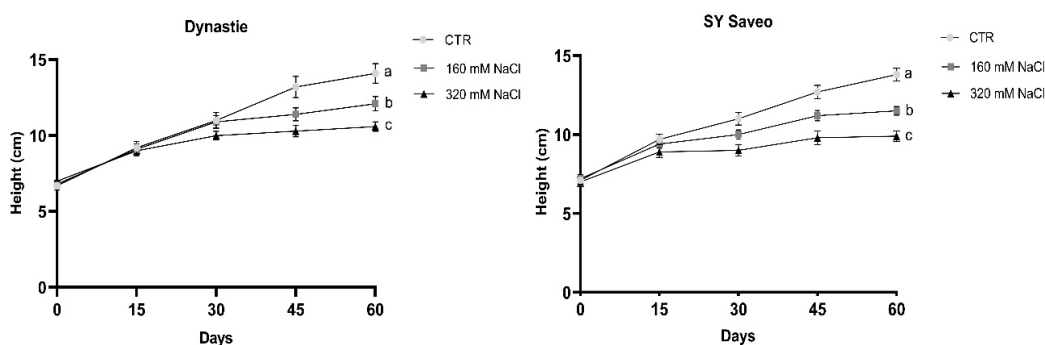 Dynastie
CTR
160 mM NaCl
320 mM NaCl
15
10
5
0
Height (cm)
a
b
c
0 15 30 45 60
Days
SY Saveo
CTR
160 mM NaCl
320 mM NaCl
15
10
5
0
Height (cm)
a
b
c
0 15 30 45 60
Days